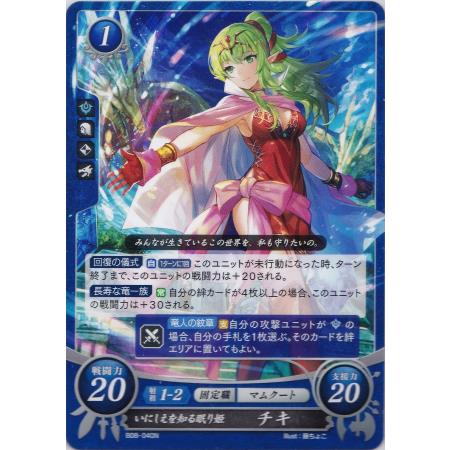 1
みんなが生きているこの世界を、私も守りたいの。
回復の儀式 自 1ターンに1回 このユニットが未行動になった時、ターン
終了まで、このユニットの戦闘力は+20される。
長寿な竜一族 常 自分の絆カードが4枚以上の場合、このユニット
の戦闘力は+30される。
竜人の紋章 支 自分の攻撃ユニットが
の場合、自分の手札を1枚選ぶ。そのカードを絆
エリアに置いてもよい。
戦闘力
20
射程 1-2 固定職 マムクート
支援力
20
いにしえを知る眠り姫 チキ
B08-040N
Illust:藤ちょこ